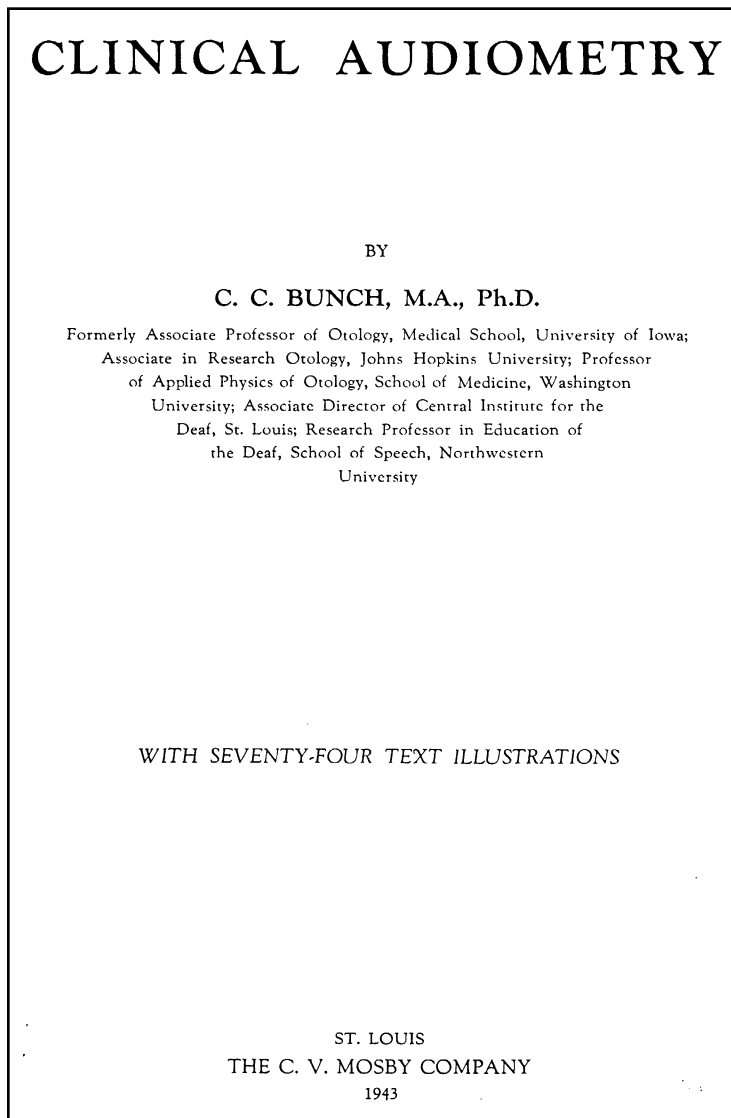 CLINICAL AUDIOMETRY
BY
C. C. BUNCH, M.A., Ph.D.
Formerly Associate Professor of Otology, Medical School, University of Iowa;
Associate in Research Otology, Johns Hopkins University; Professor
of Applied Physics of Otology, School of Medicine, Washington
University; Associate Director of Central Institute for the
Deaf, St. Louis; Research Professor in Education of
the Deaf, School of Speech, Northwestern
University
WITH SEVENTY-FOUR TEXT ILLUSTRATIONS
ST. LOUIS
THE C. V. MOSBY COMPANY
1943